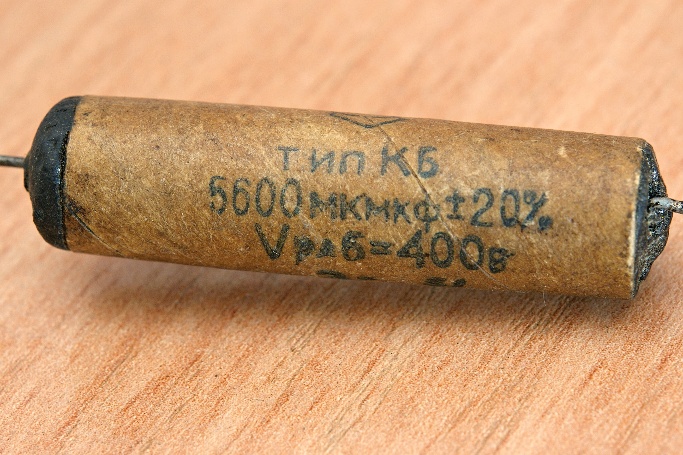 тип КБ
5600 мкмкф ± 20%
Vраб = 400в